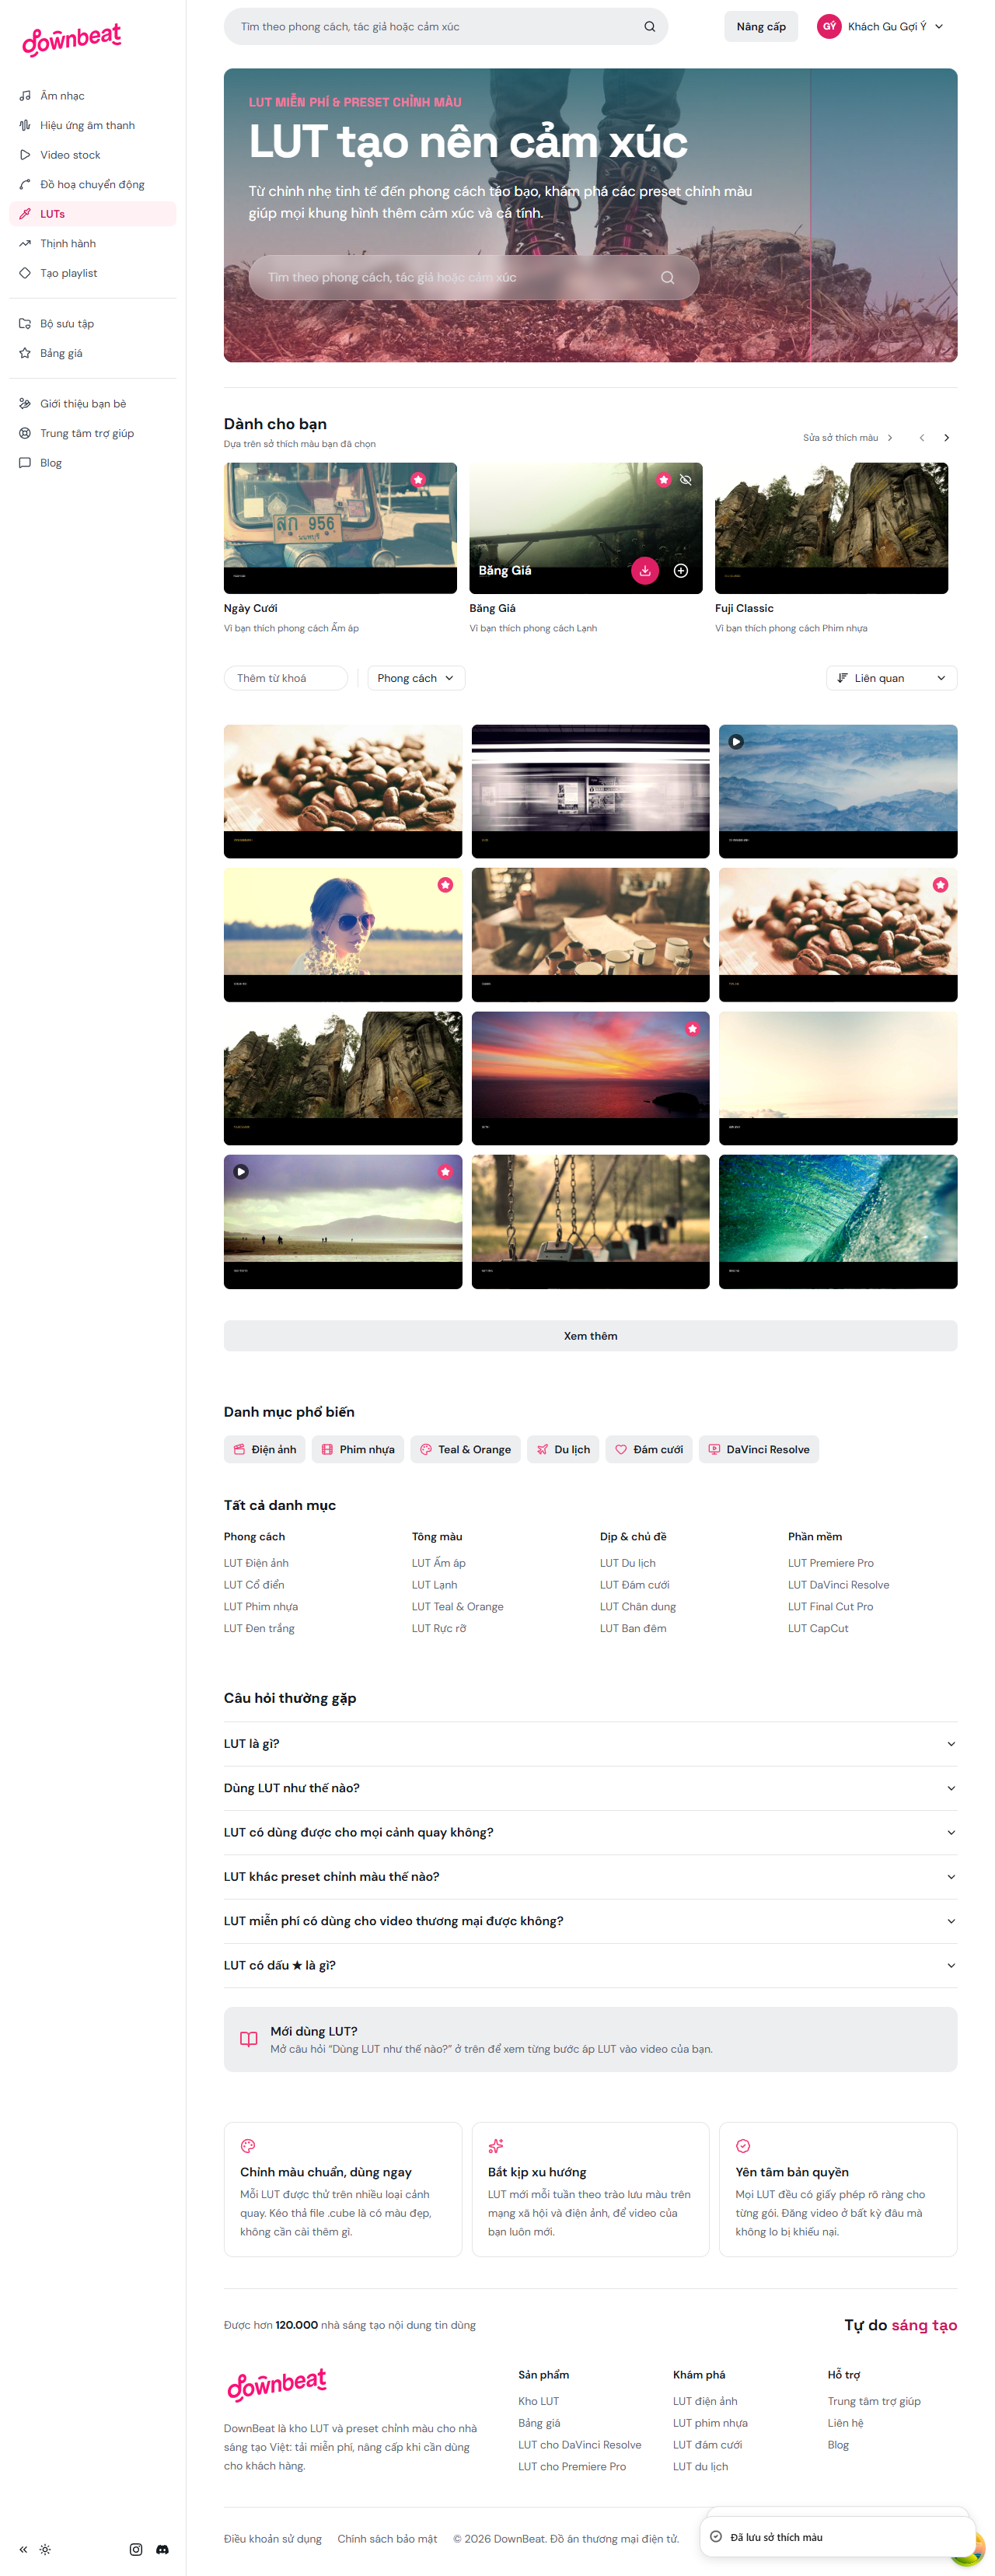 downbeat
Tìm theo phong cách, tác giả hoặc cảm xúc
Nâng cấp
GÝ
Khách Gu Gợi Ý
Âm nhạc
Hiệu ứng âm thanh
Video stock
Đồ hoạ chuyển động
LUTs
Thịnh hành
Tạo playlist
Bộ sưu tập
Bảng giá
Giới thiệu bạn bè
Trung tâm trợ giúp
Blog
LUT MIỄN PHÍ & PRESET CHỈNH MÀU
LUT tạo nên cảm xúc
Từ chỉnh nhẹ tinh tế đến phong cách táo bạo, khám phá các preset chỉnh màu
giúp mọi khung hình thêm cảm xúc và cá tính.
Tìm theo phong cách, tác giả hoặc cảm xúc
Dành cho bạn
Dựa trên sở thích màu bạn đã chọn
Sửa sở thích màu
956
Băng Giá
Ngày Cưới
Băng Giá
Fuji Classic
Vì bạn thích phong cách Ấm áp
Vì bạn thích phong cách Lạnh
Vì bạn thích phong cách Phim nhựa
Thêm từ khoá
Phong cách
Liên quan
Xem thêm
Danh mục phổ biến
Điện ảnh
Phim nhựa
Teal & Orange
Du lịch
Đám cưới
DaVinci Resolve
Tất cả danh mục
Phong cách
Tông màu
Dịp & chủ đề
Phần mềm
LUT Điện ảnh
LUT Ấm áp
LUT Du lịch
LUT Premiere Pro
LUT Cổ điển
LUT Lạnh
LUT Đám cưới
LUT DaVinci Resolve
LUT Phim nhựa
LUT Teal & Orange
LUT Chân dung
LUT Final Cut Pro
LUT Đen trắng
LUT Rực rỡ
LUT Ban đêm
LUT CapCut
Câu hỏi thường gặp
LUT là gì?
Dùng LUT như thế nào?
LUT có dùng được cho mọi cảnh quay không?
LUT khác preset chỉnh màu thế nào?
LUT miễn phí có dùng cho video thương mại được không?
LUT có dấu ★ là gì?
Mới dùng LUT?
Mở câu hỏi “Dùng LUT như thế nào?” ở trên để xem từng bước áp LUT vào video của bạn.
Chỉnh màu chuẩn, dùng ngay
Mỗi LUT được thử trên nhiều loại cảnh
quay. Kéo thả file .cube là có màu đẹp,
không cần cài thêm gì.
Bắt kịp xu hướng
LUT mới mỗi tuần theo trào lưu màu trên
mạng xã hội và điện ảnh, để video của
bạn luôn mới.
Yên tâm bản quyền
Mọi LUT đều có giấy phép rõ ràng cho
từng gói. Đăng video ở bất kỳ đâu mà
không lo bị khiếu nại.
Được hơn 120.000 nhà sáng tạo nội dung tin dùng
Tự do sáng tạo
downbeat
DownBeat là kho LUT và preset chỉnh màu cho nhà
sáng tạo Việt: tải miễn phí, nâng cấp khi cần dùng
cho khách hàng.
Sản phẩm
Kho LUT
Bảng giá
LUT cho DaVinci Resolve
LUT cho Premiere Pro
Khám phá
LUT điện ảnh
LUT phim nhựa
LUT đám cưới
LUT du lịch
Hỗ trợ
Trung tâm trợ giúp
Liên hệ
Blog
Điều khoản sử dụng
Chính sách bảo mật
© 2026 DownBeat. Đồ án thương mại điện tử.
Đã lưu sở thích màu